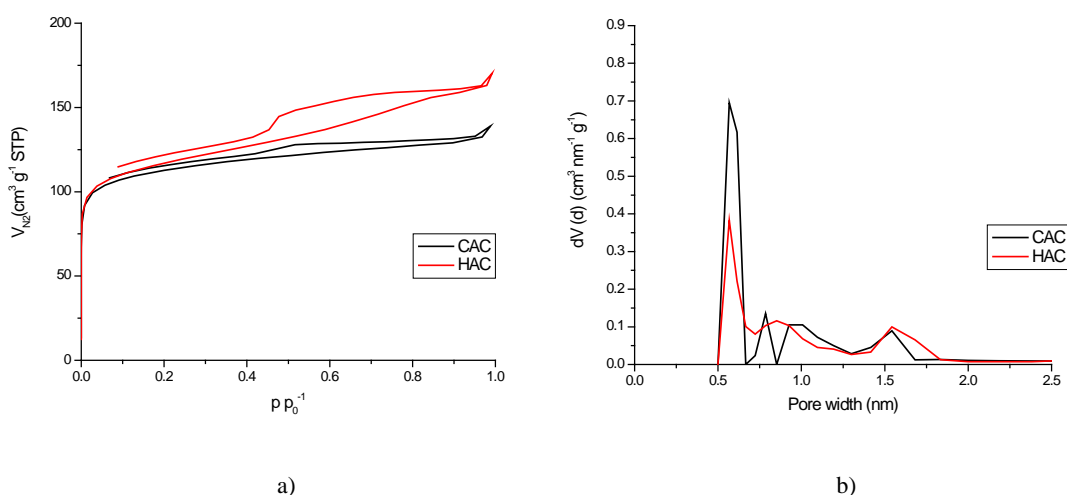 200
150
100
50
0
0.0 0.2 0.4 0.6 0.8 1.0
V_N2 (cm³ g⁻¹ STP)
p p₀⁻¹
CAC
HAC
a)
0.9
0.8
0.7
0.6
0.5
0.4
0.3
0.2
0.1
0.0
0.0 0.5 1.0 1.5 2.0 2.5
dV (d) (cm³ nm⁻¹ g⁻¹)
Pore width (nm)
CAC
HAC
b)